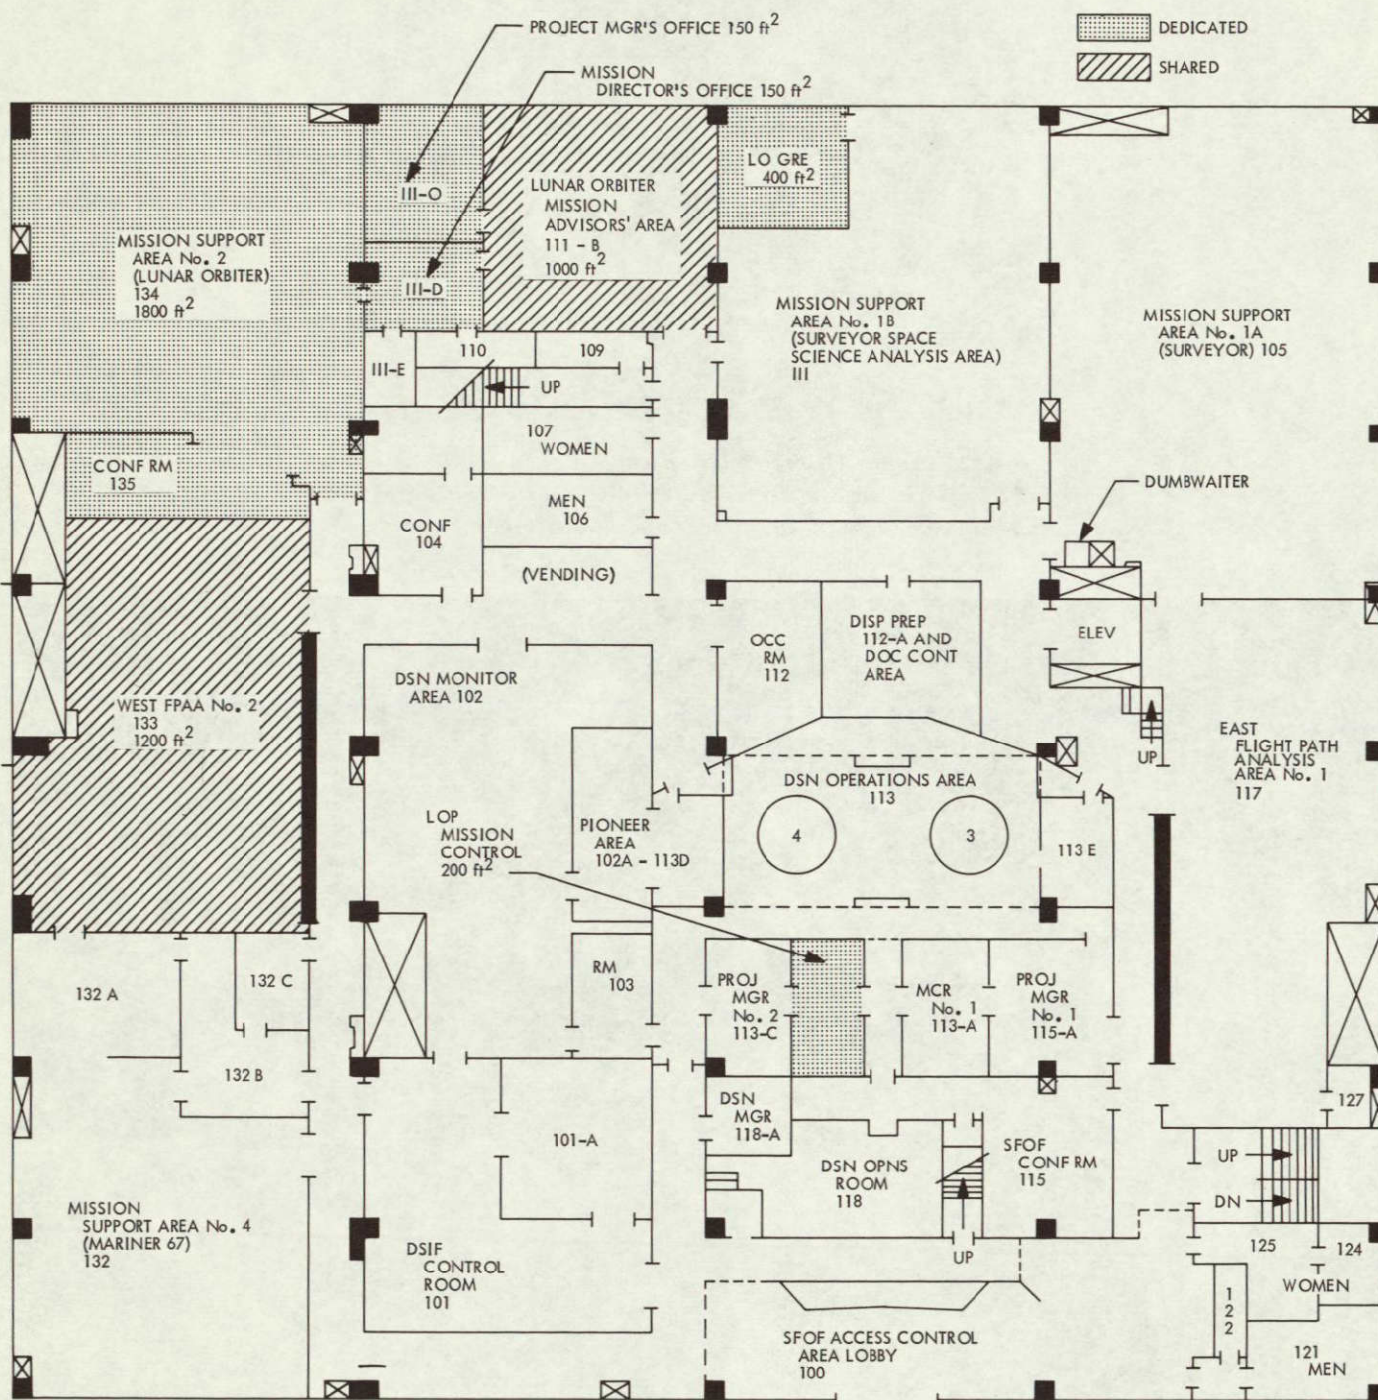 PROJECT MGR'S OFFICE 150 ft²
DEDICATED
SHARED
MISSION
DIRECTOR'S OFFICE 150 ft²
III-O
LUNAR ORBITER
MISSION
ADVISORS' AREA
111 - B
1000 ft²
LO GRE
400 ft²
MISSION SUPPORT
AREA No. 2
(LUNAR ORBITER)
134
1800 ft²
III-D
MISSION SUPPORT
AREA No. 1B
(SURVEYOR SPACE
SCIENCE ANALYSIS AREA)
III
MISSION SUPPORT
AREA No. 1A
(SURVEYOR) 105
III-E
110
109
UP
107
WOMEN
CONF RM
135
MEN
106
CONF
104
(VENDING)
DUMBWAITER
OCC
RM
112
DISP PREP
112-A AND
DOC CONT
AREA
ELEV
DSN MONITOR
AREA 102
WEST FPAA No. 2
133
1200 ft²
UP
EAST
FLIGHT PATH
ANALYSIS
AREA No. 1
117
DSN OPERATIONS AREA
113
4
3
113 E
LOP
MISSION
CONTROL
200 ft²
PIONEER
AREA
102A - 113D
132 A
132 C
132 B
RM
103
PROJ
MGR
No. 2
113-C
MCR
No. 1
113-A
PROJ
MGR
No. 1
115-A
127
DSN
MGR
118-A
101-A
DSN OPNS
ROOM
118
SFOF
CONF RM
115
UP
UP
DN
MISSION
SUPPORT AREA No. 4
(MARINER 67)
132
DSIF
CONTROL
ROOM
101
125
124
WOMEN
122
121
MEN
SFOF ACCESS CONTROL
AREA LOBBY
100